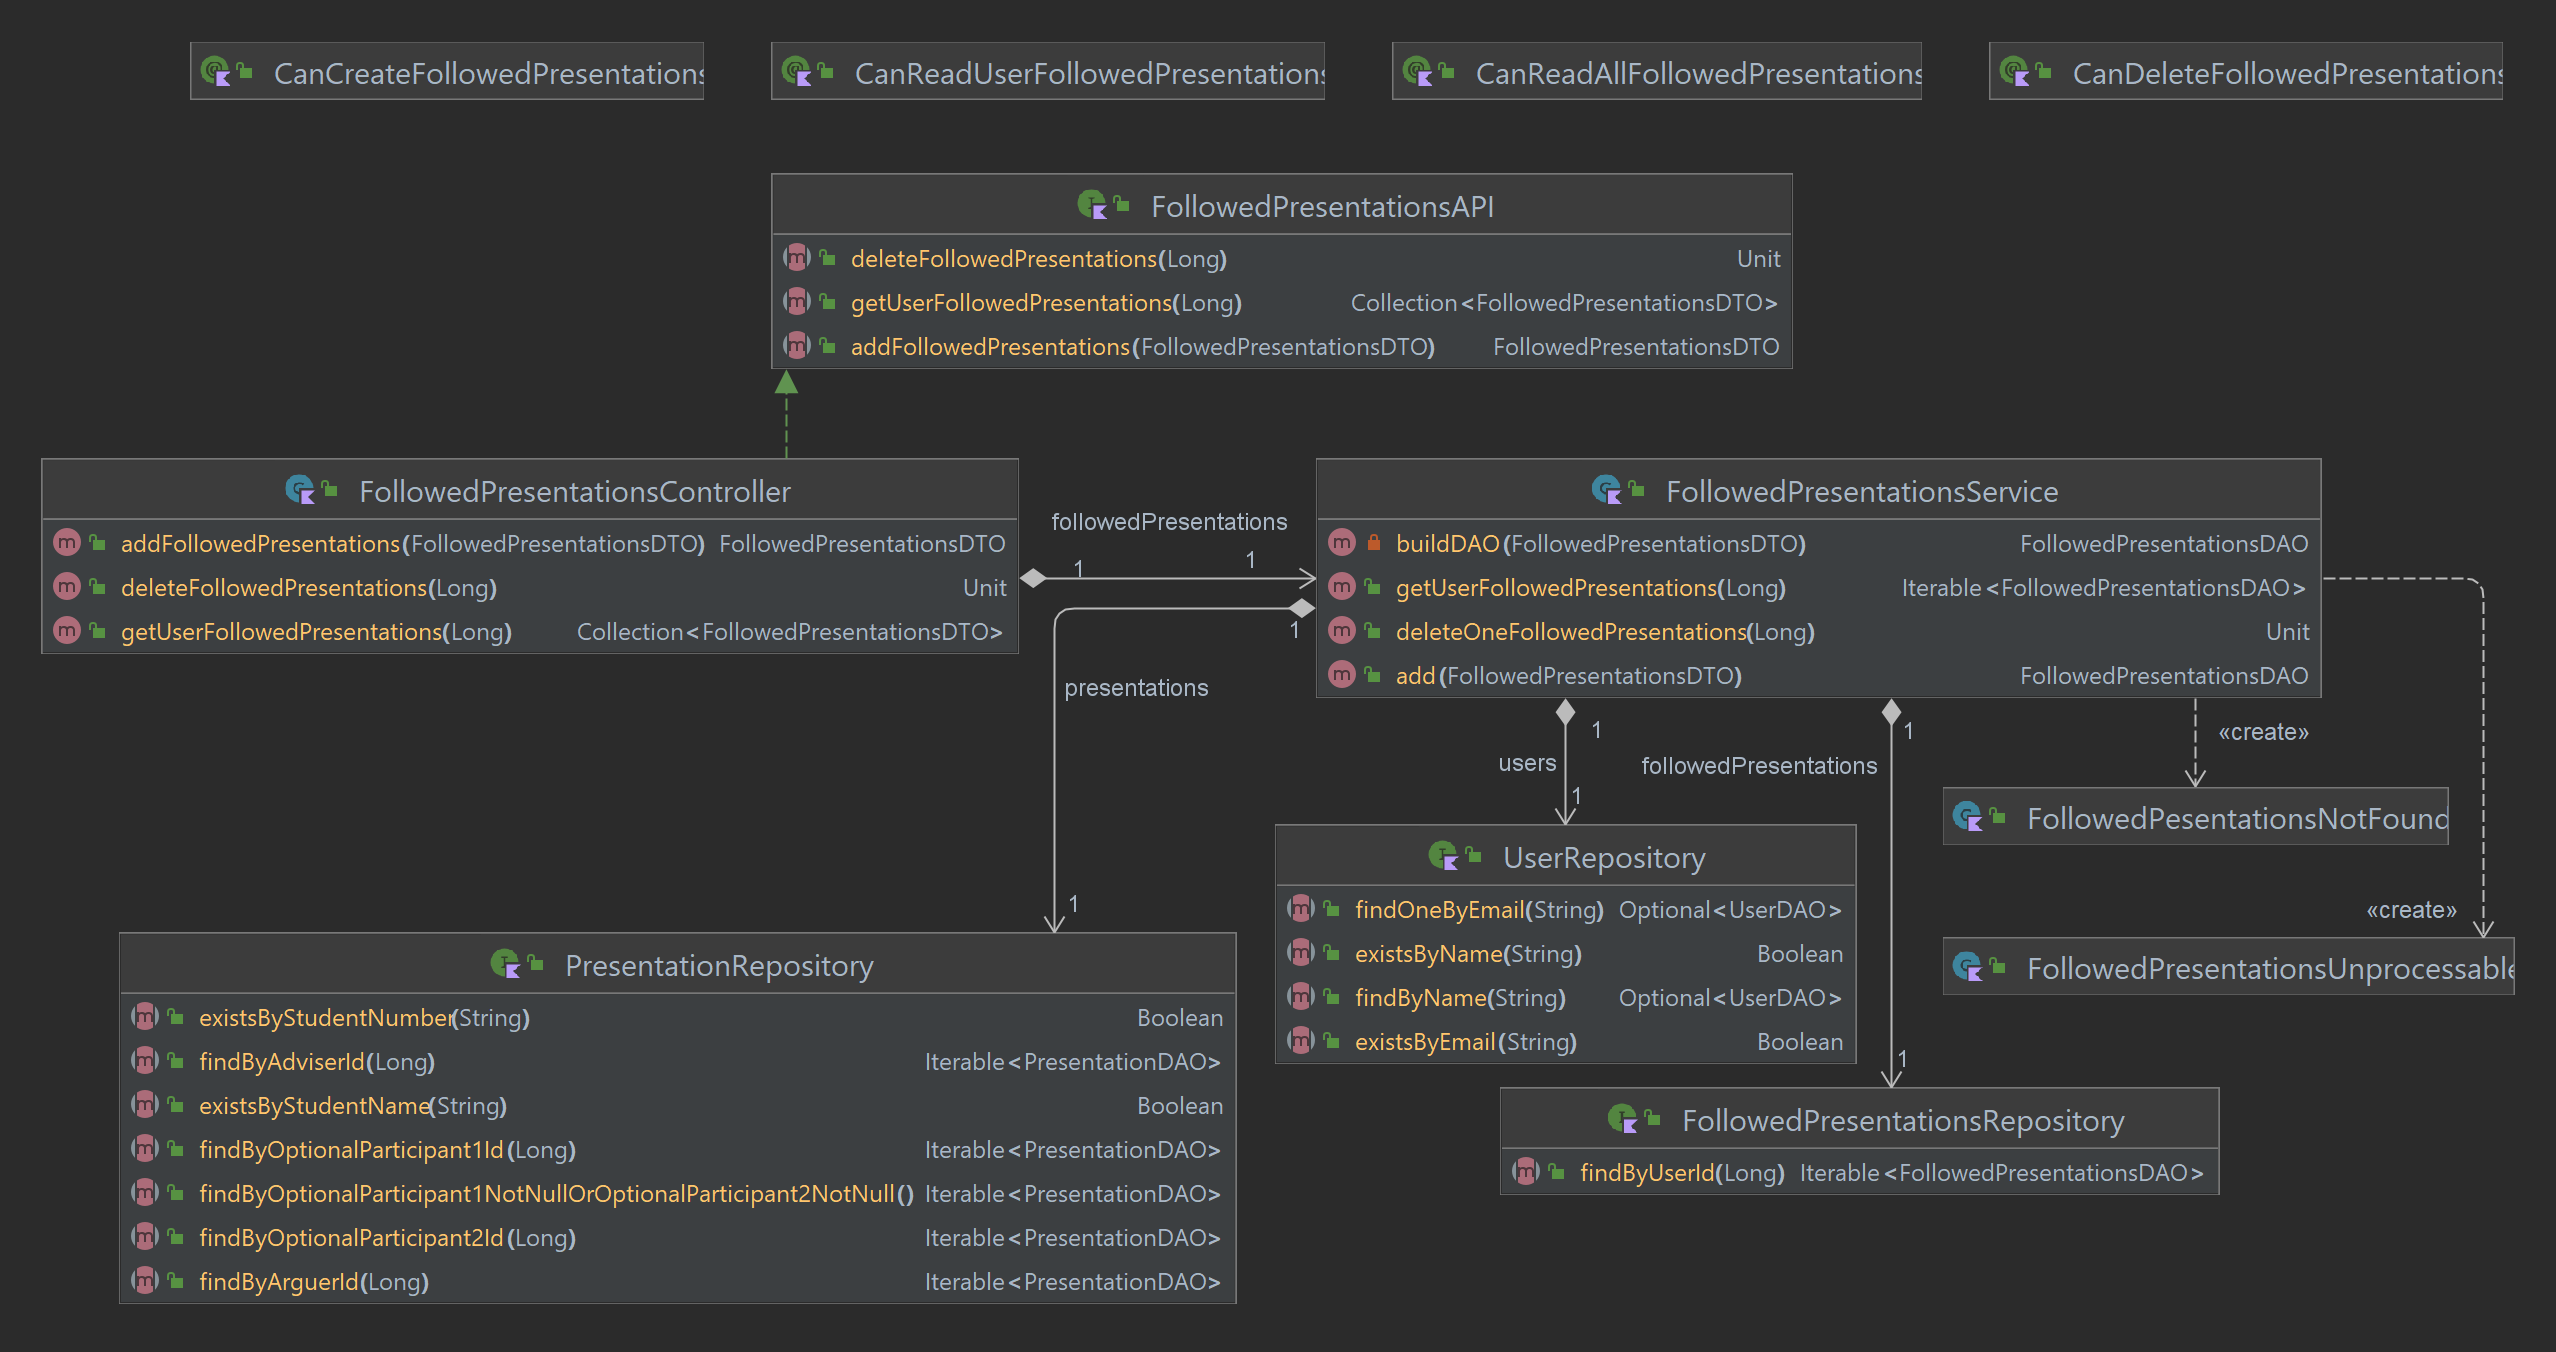 CanCreateFollowedPresentations
CanReadUserFollowedPresentations
CanReadAllFollowedPresentations
CanDeleteFollowedPresentations
FollowedPresentationsAPI
deleteFollowedPresentations(Long) Unit
getUserFollowedPresentations(Long) Collection<FollowedPresentationsDTO>
addFollowedPresentations(FollowedPresentationsDTO) FollowedPresentationsDTO
FollowedPresentationsController
addFollowedPresentations(FollowedPresentationsDTO) FollowedPresentationsDTO
deleteFollowedPresentations(Long) Unit
getUserFollowedPresentations(Long) Collection<FollowedPresentationsDTO>
followedPresentations
1
1
FollowedPresentationsService
buildDAO(FollowedPresentationsDTO) FollowedPresentationsDAO
getUserFollowedPresentations(Long) Iterable<FollowedPresentationsDAO>
deleteOneFollowedPresentations(Long) Unit
add(FollowedPresentationsDTO) FollowedPresentationsDAO
1
presentations
1
1
users
1
1
followedPresentations
1
«create»
FollowedPesentationsNotFound
«create»
FollowedPresentationsUnprocessable
UserRepository
findOneByEmail(String) Optional<UserDAO>
existsByName(String) Boolean
findByName(String) Optional<UserDAO>
existsByEmail(String) Boolean
PresentationRepository
existsByStudentNumber(String) Boolean
findByAdviserId(Long) Iterable<PresentationDAO>
existsByStudentName(String) Boolean
findByOptionalParticipant1Id(Long) Iterable<PresentationDAO>
findByOptionalParticipant1NotNullOrOptionalParticipant2NotNull() Iterable<PresentationDAO>
findByOptionalParticipant2Id(Long) Iterable<PresentationDAO>
findByArguerId(Long) Iterable<PresentationDAO>
FollowedPresentationsRepository
findByUserId(Long) Iterable<FollowedPresentationsDAO>